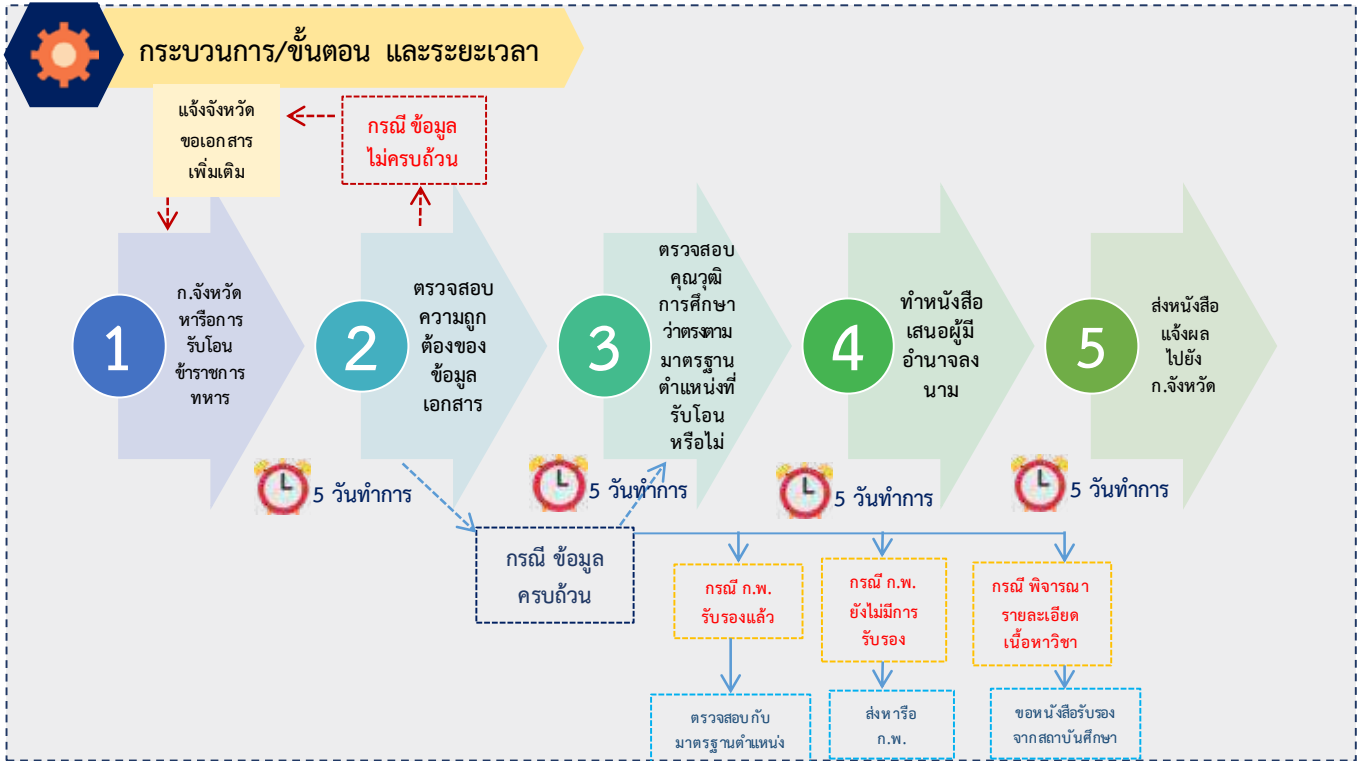 กระบวนการ/ขั้นตอน และระยะเวลา
แจ้งจังหวัด
ขอเอกสาร
เพิ่มเติม
กรณี ข้อมูล
ไม่ครบถ้วน
1
ก.จังหวัด
หารือการ
รับโอน
ข้าราชการ
ทหาร
2
ตรวจสอบ
ความถูก
ต้องของ
ข้อมูล
เอกสาร
3
ตรวจสอบ
คุณวุฒิ
การศึกษา
ว่าตรงตาม
มาตรฐาน
ตำแหน่งที่
รับโอน
หรือไม่
4
ทำหนังสือ
เสนอผู้มี
อำนาจลง
นาม
5
ส่งหนังสือ
แจ้งผล
ไปยัง
ก.จังหวัด
5 วันทำการ
5 วันทำการ
5 วันทำการ
5 วันทำการ
กรณี ข้อมูล
ครบถ้วน
กรณี ก.พ.
รับรองแล้ว
กรณี ก.พ.
ยังไม่มีการ
รับรอง
กรณี พิจารณา
รายละเอียด
เนื้อหาวิชา
ตรวจสอบกับ
มาตรฐานตำแหน่ง
ส่งหารือ
ก.พ.
ขอหนังสือรับรอง
จากสถาบันศึกษา